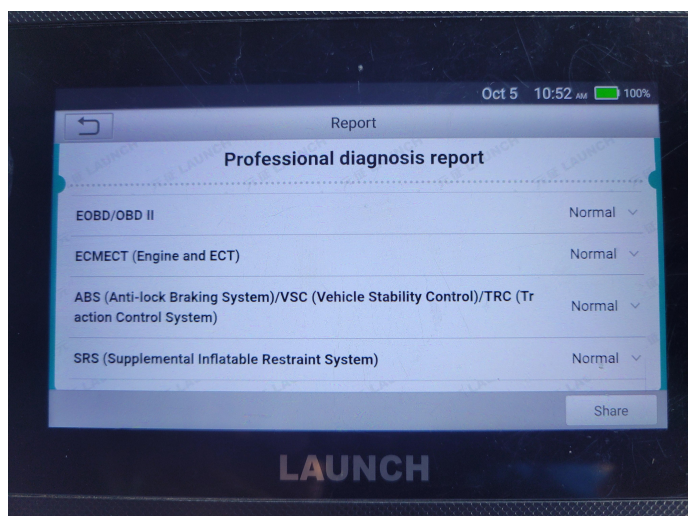 Oct 5 10:52 AM 100%
Report
Professional diagnosis report
EOBD/OBD II Normal
ECMECT (Engine and ECT) Normal
ABS (Anti-lock Braking System)/VSC (Vehicle Stability Control)/TRC (Tr
action Control System) Normal
SRS (Supplemental Inflatable Restraint System) Normal
Share
LAUNCH